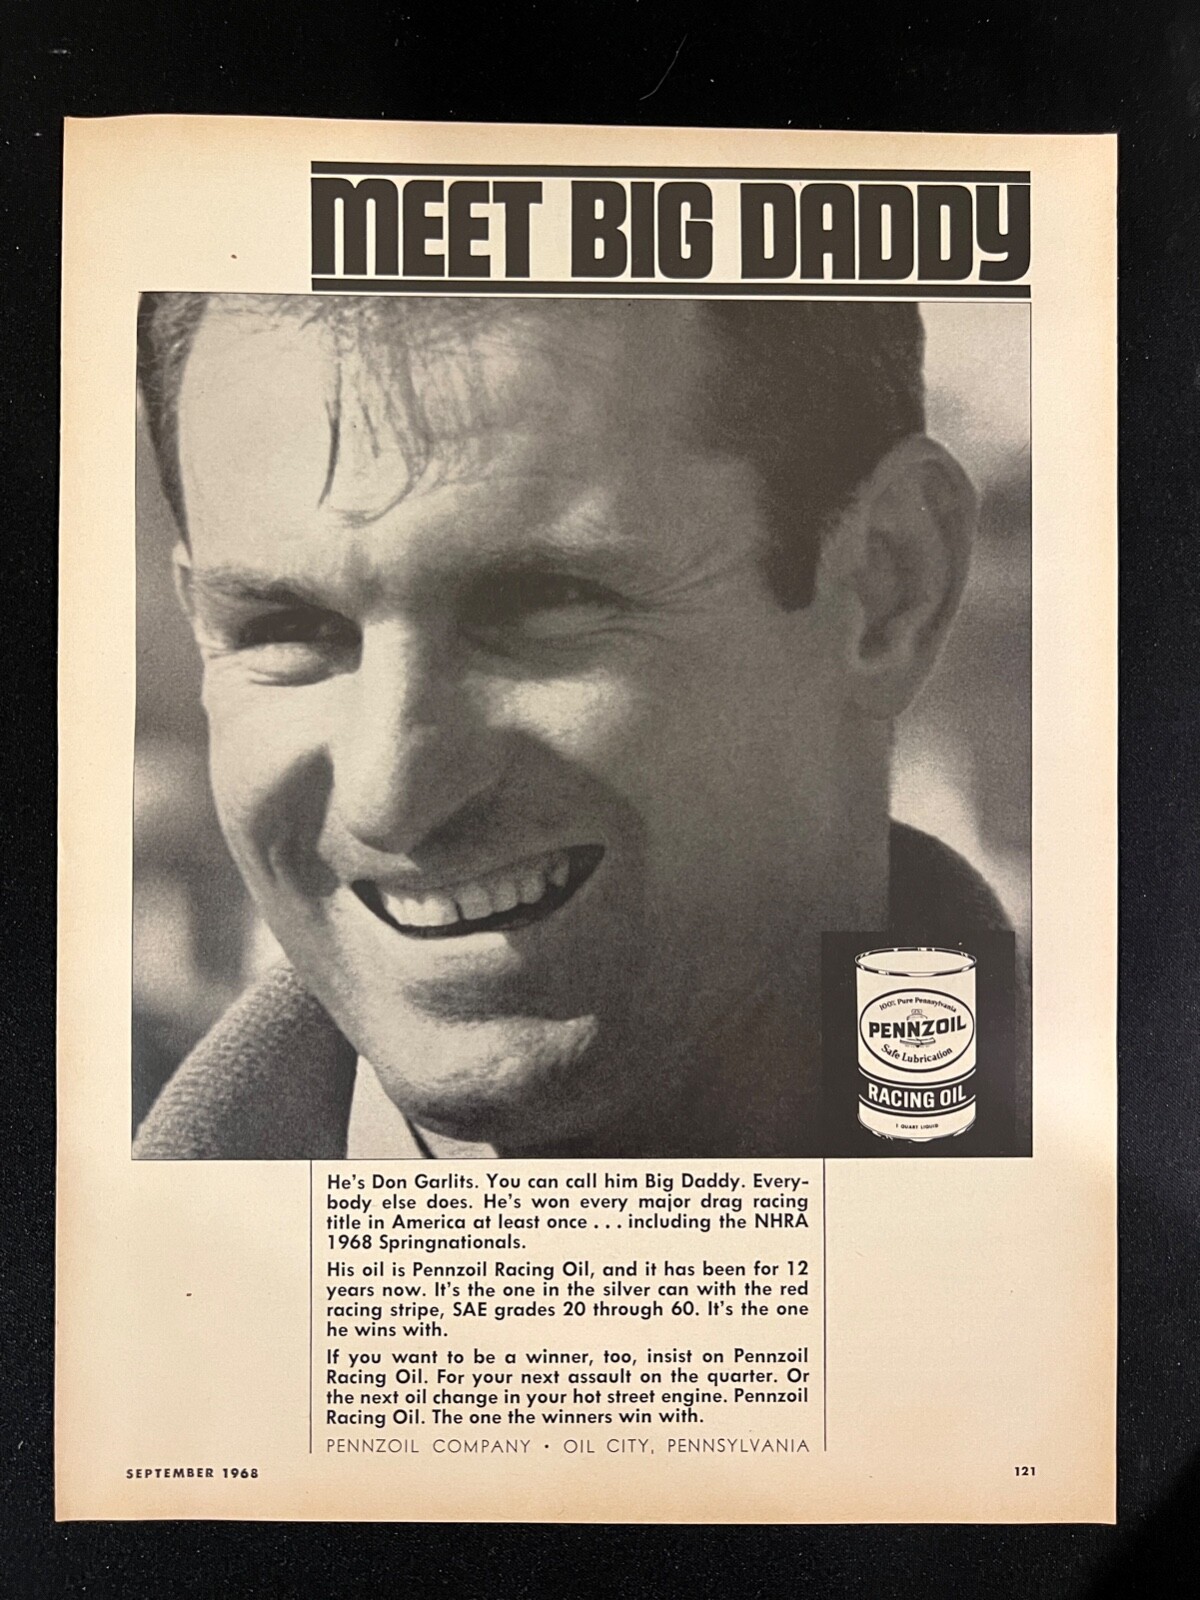 MEET BIG DADDY
100% Pure Pennsylvania
PENNZOIL
Safe Lubrication
RACING OIL
1 QUART LIQUID
He's Don Garlits. You can call him Big Daddy. Every-
body else does. He's won every major drag racing
title in America at least once . . . including the NHRA
1968 Springnationals.
His oil is Pennzoil Racing Oil, and it has been for 12
years now. It's the one in the silver can with the red
racing stripe, SAE grades 20 through 60. It's the one
he wins with.
If you want to be a winner, too, insist on Pennzoil
Racing Oil. For your next assault on the quarter. Or
the next oil change in your hot street engine. Pennzoil
Racing Oil. The one the winners win with.
PENNZOIL COMPANY • OIL CITY, PENNSYLVANIA
SEPTEMBER 1968
121